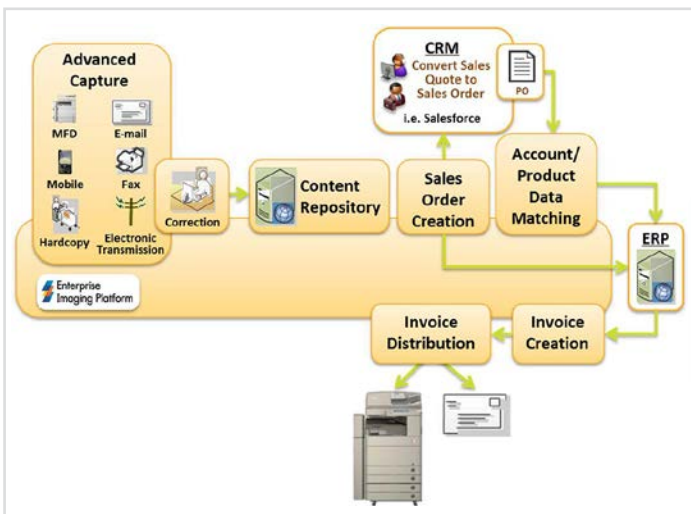 Advanced
Capture
MFD
E-mail
Mobile
Fax
Hardcopy
Electronic
Transmission
Correction
Content
Repository
CRM
Convert Sales
Quote to
Sales Order
i.e. Salesforce
PO
Sales
Order
Creation
Account/
Product
Data
Matching
ERP
Enterprise
Imaging Platform
Invoice
Distribution
Invoice
Creation